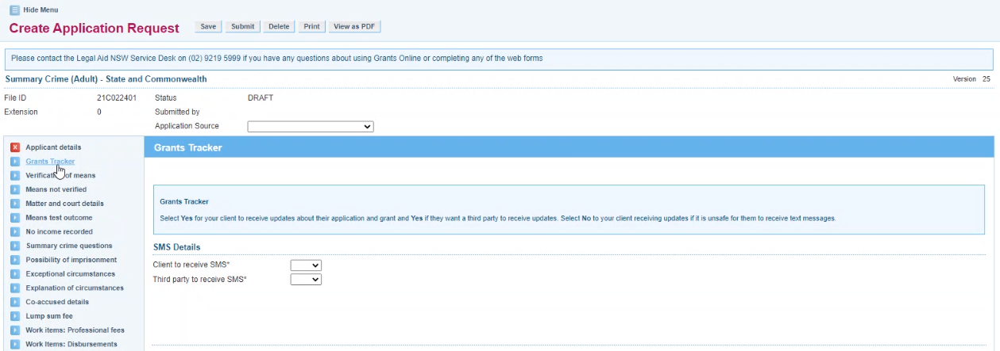 Hide Menu
Create Application Request Save Submit Delete Print View as PDF
Please contact the Legal Aid NSW Service Desk on (02) 9219 5999 if you have any questions about using Grants Online or completing any of the web forms
Summary Crime (Adult) - State and Commonwealth Version 25
File ID 21C022401 Status DRAFT
Extension 0 Submitted by
Application Source
Applicant details
Grants Tracker
Verification of means
Means not verified
Matter and court details
Means test outcome
No income recorded
Summary crime questions
Possibility of imprisonment
Exceptional circumstances
Explanation of circumstances
Co-accused details
Lump sum fee
Work items: Professional fees
Work Items: Disbursements
Grants Tracker
Grants Tracker
Select Yes for your client to receive updates about their application and grant and Yes if they want a third party to receive updates. Select No to your client receiving updates if it is unsafe for them to receive text messages.
SMS Details
Client to receive SMS*
Third party to receive SMS*